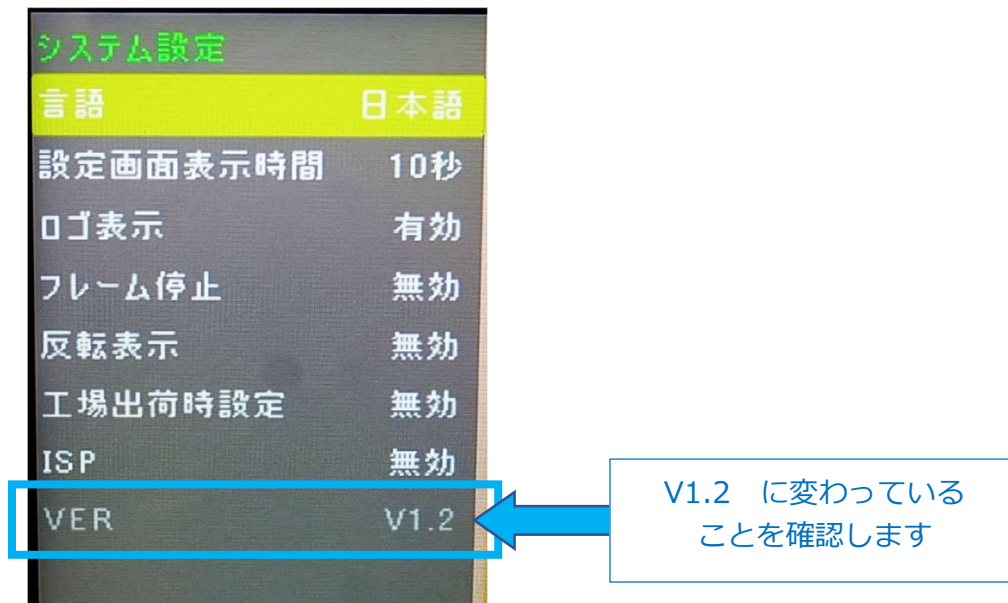 システム設定
言語 日本語
設定画面表示時間 10秒
ロゴ表示 有効
フレーム停止 無効
反転表示 無効
工場出荷時設定 無効
ISP 無効
VER V1.2
V1.2　に変わっている
ことを確認します